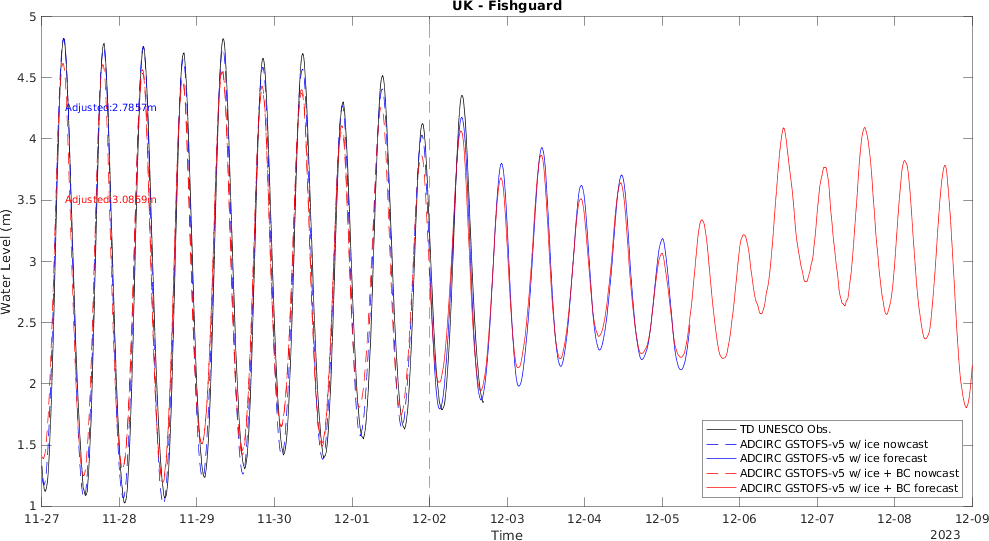 UK - Fishguard
5
4.5
4
3.5
3
2.5
2
1.5
1
Water Level (m)
Adjusted:2.7857m
Adjusted:3.0869m
TD UNESCO Obs.
ADCIRC GSTOFS-v5 w/ ice nowcast
ADCIRC GSTOFS-v5 w/ ice forecast
ADCIRC GSTOFS-v5 w/ ice + BC nowcast
ADCIRC GSTOFS-v5 w/ ice + BC forecast
11-27 11-28 11-29 11-30 12-01 12-02 12-03 12-04 12-05 12-06 12-07 12-08 12-09
Time
2023